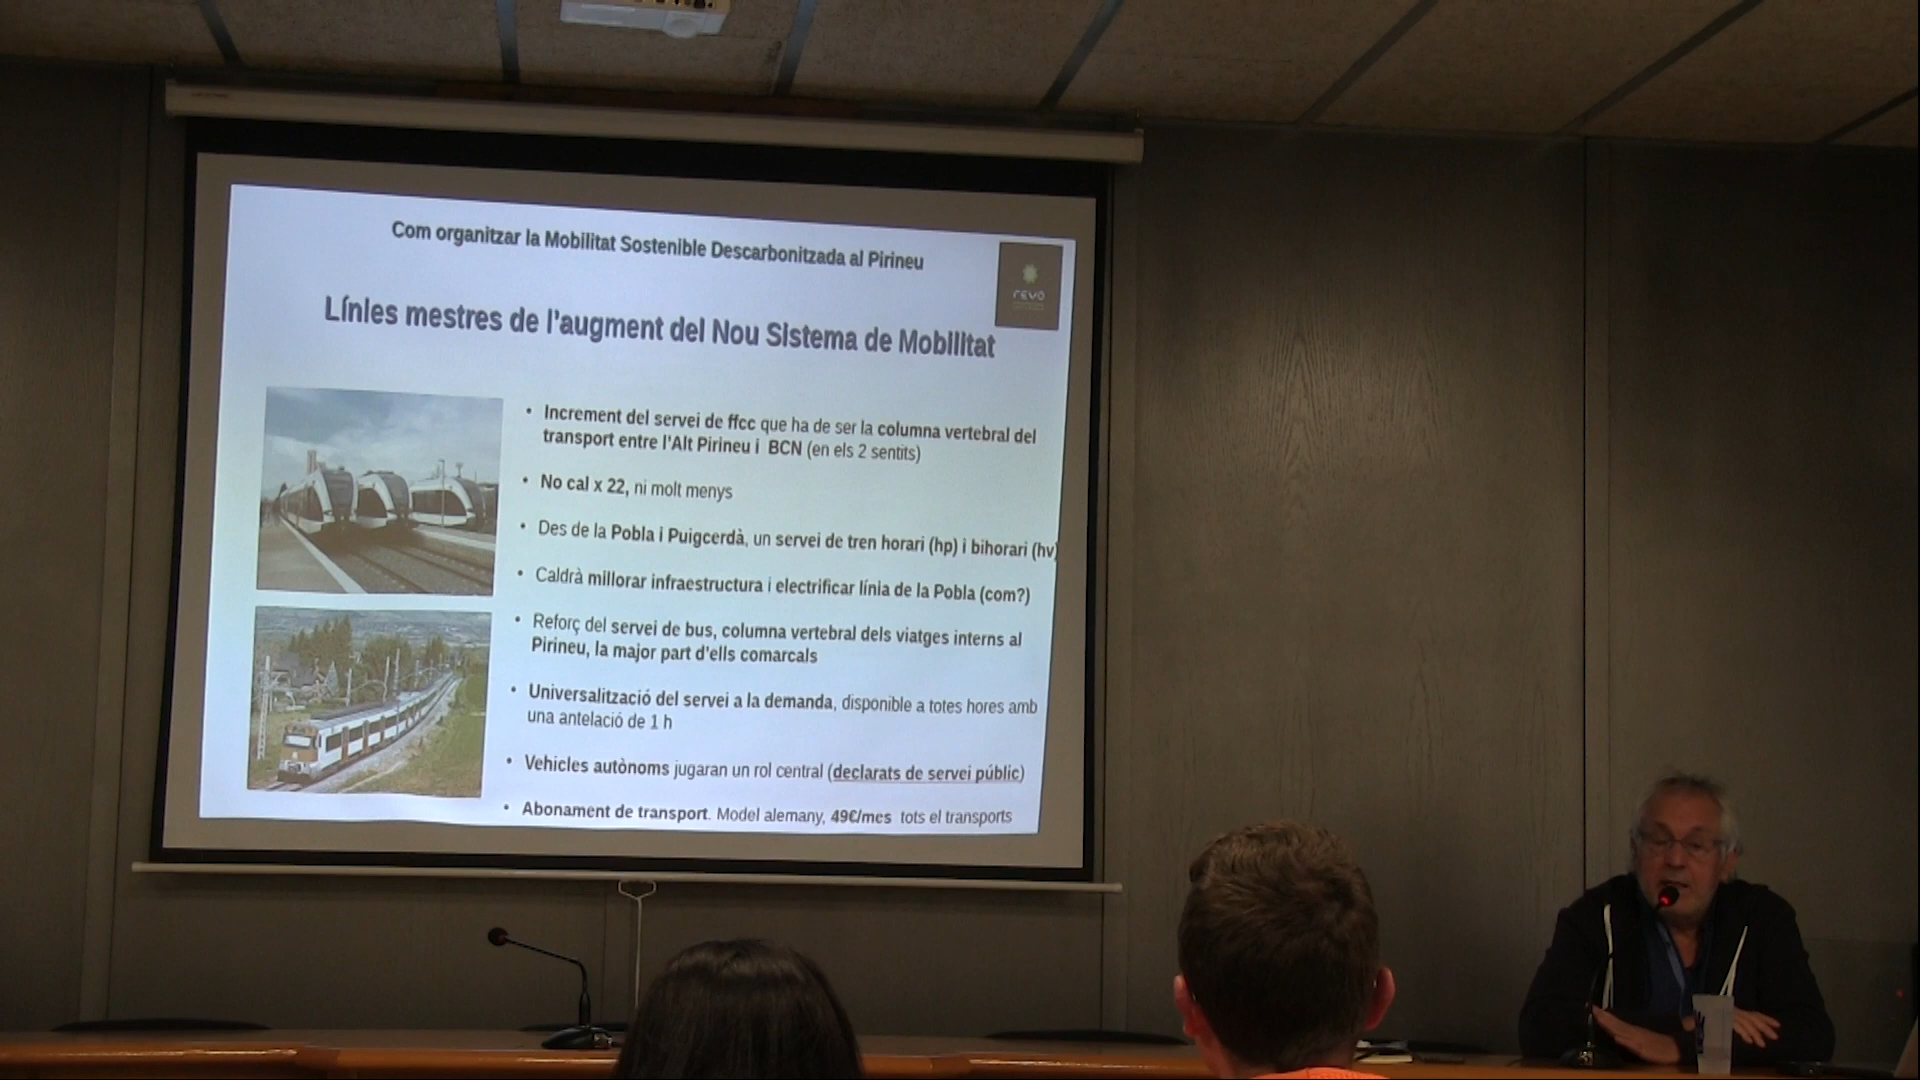 Com organitzar la Mobilitat Sostenible Descarbonitzada al Pirineu
revo
Línies mestres de l'augment del Nou Sistema de Mobilitat
• Increment del servei de ffcc que ha de ser la columna vertebral del
transport entre l'Alt Pirineu i BCN (en els 2 sentits)
• No cal x 22, ni molt menys
• Des de la Pobla i Puigcerdà, un servei de tren horari (hp) i bihorari (hv)
• Caldrà millorar infraestructura i electrificar línia de la Pobla (com?)
• Reforç del servei de bus, columna vertebral dels viatges interns al
Pirineu, la major part d'ells comarcals
• Universalització del servei a la demanda, disponible a totes hores amb
una antelació de 1 h
• Vehicles autònoms jugaran un rol central (declarats de servei públic)
• Abonament de transport. Model alemany, 49€/mes tots el transports